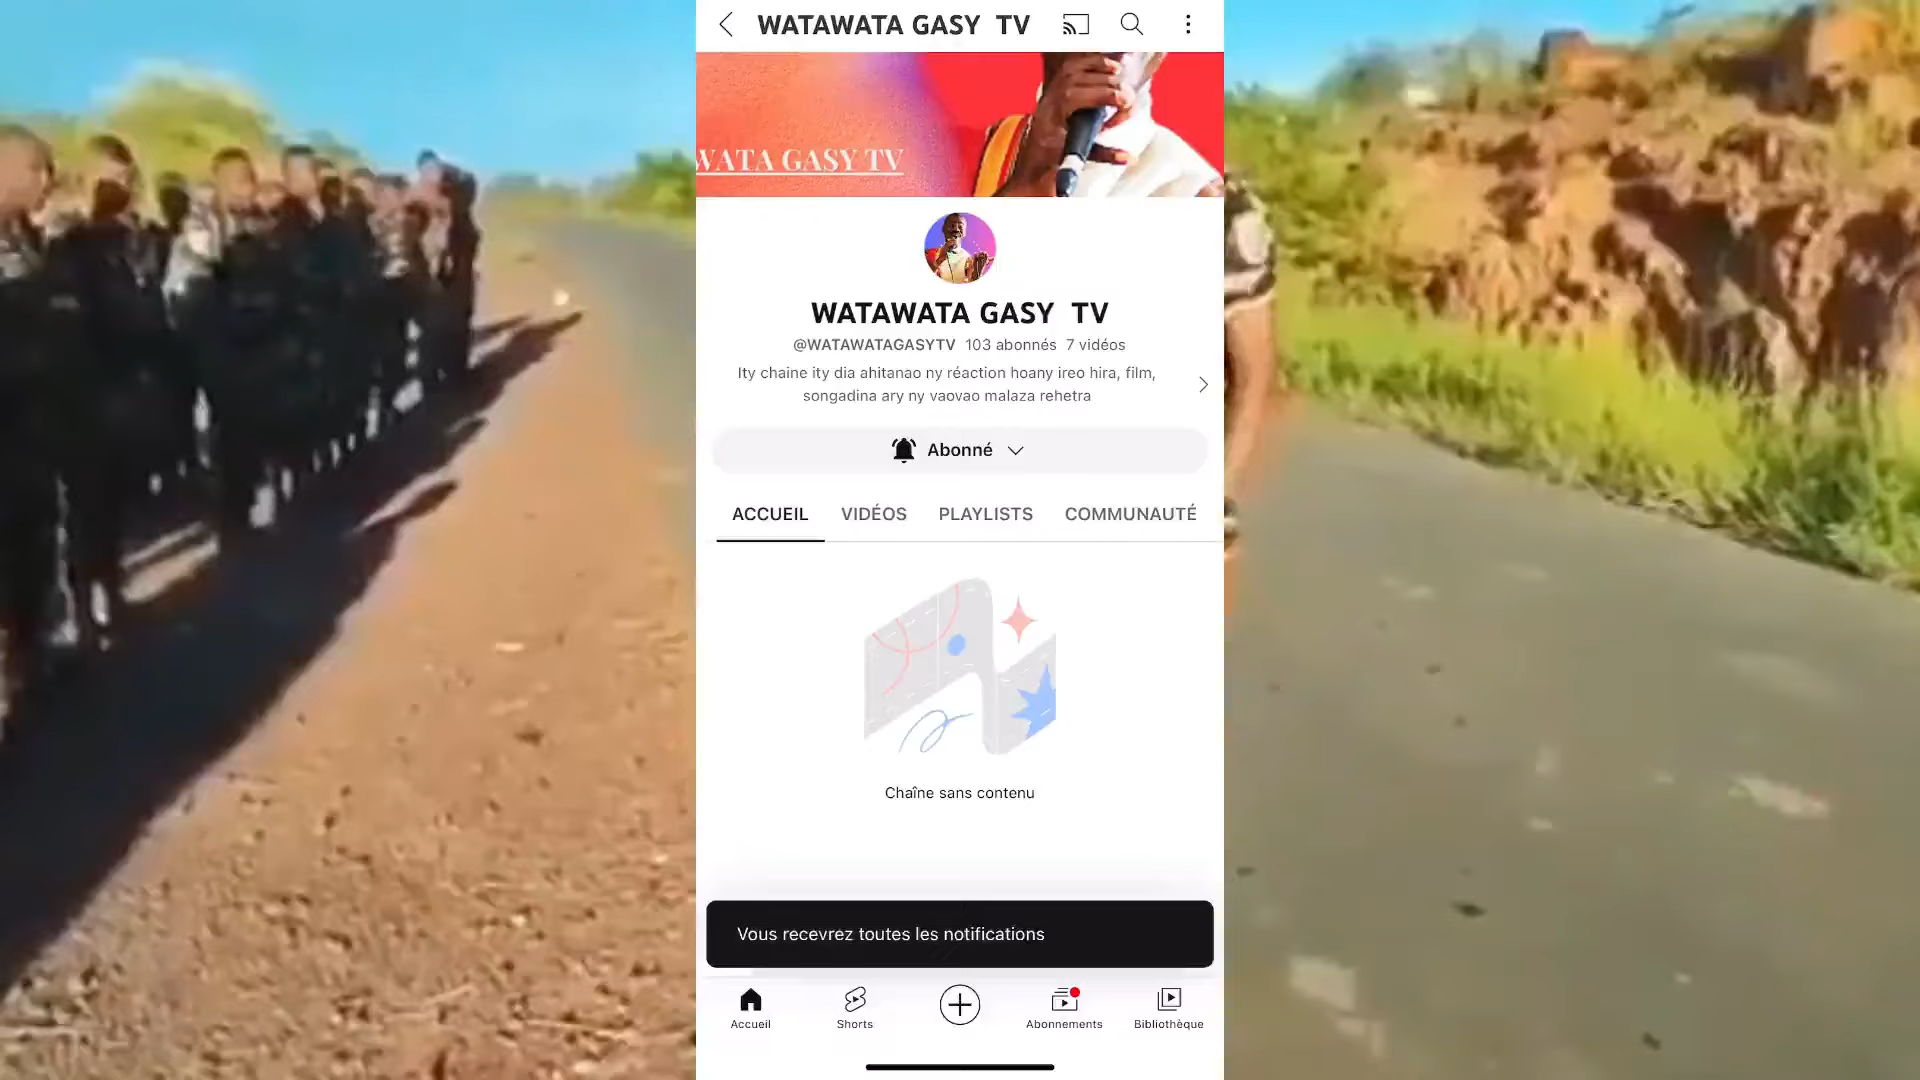 WATAWATA GASY TV
WATA GASY TV
WATAWATA GASY TV
@WATAWATAGASYTV 103 abonnés 7 vidéos
Ity chaine ity dia ahitanao ny réaction hoany ireo hira, film,
songadina ary ny vaovao malaza rehetra
Abonné
ACCUEIL VIDÉOS PLAYLISTS COMMUNAUTÉ
Chaîne sans contenu
Vous recevrez toutes les notifications
Accueil Shorts Abonnements Bibliothèque